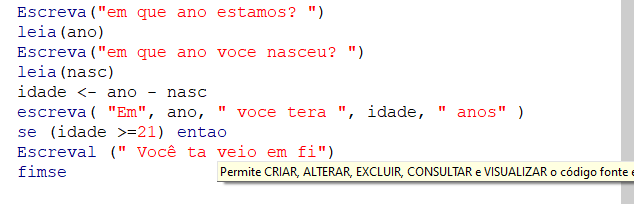 Escreva("em que ano estamos? ")
leia(ano)
Escreva("em que ano voce nasceu? ")
leia(nasc)
idade <- ano - nasc
escreva( "Em", ano, " voce tera ", idade, " anos" )
se (idade >=21) entao
Escreval (" Você ta veio em fi")
fimse
Permite CRIAR, ALTERAR, EXCLUIR, CONSULTAR e VISUALIZAR o código fonte e